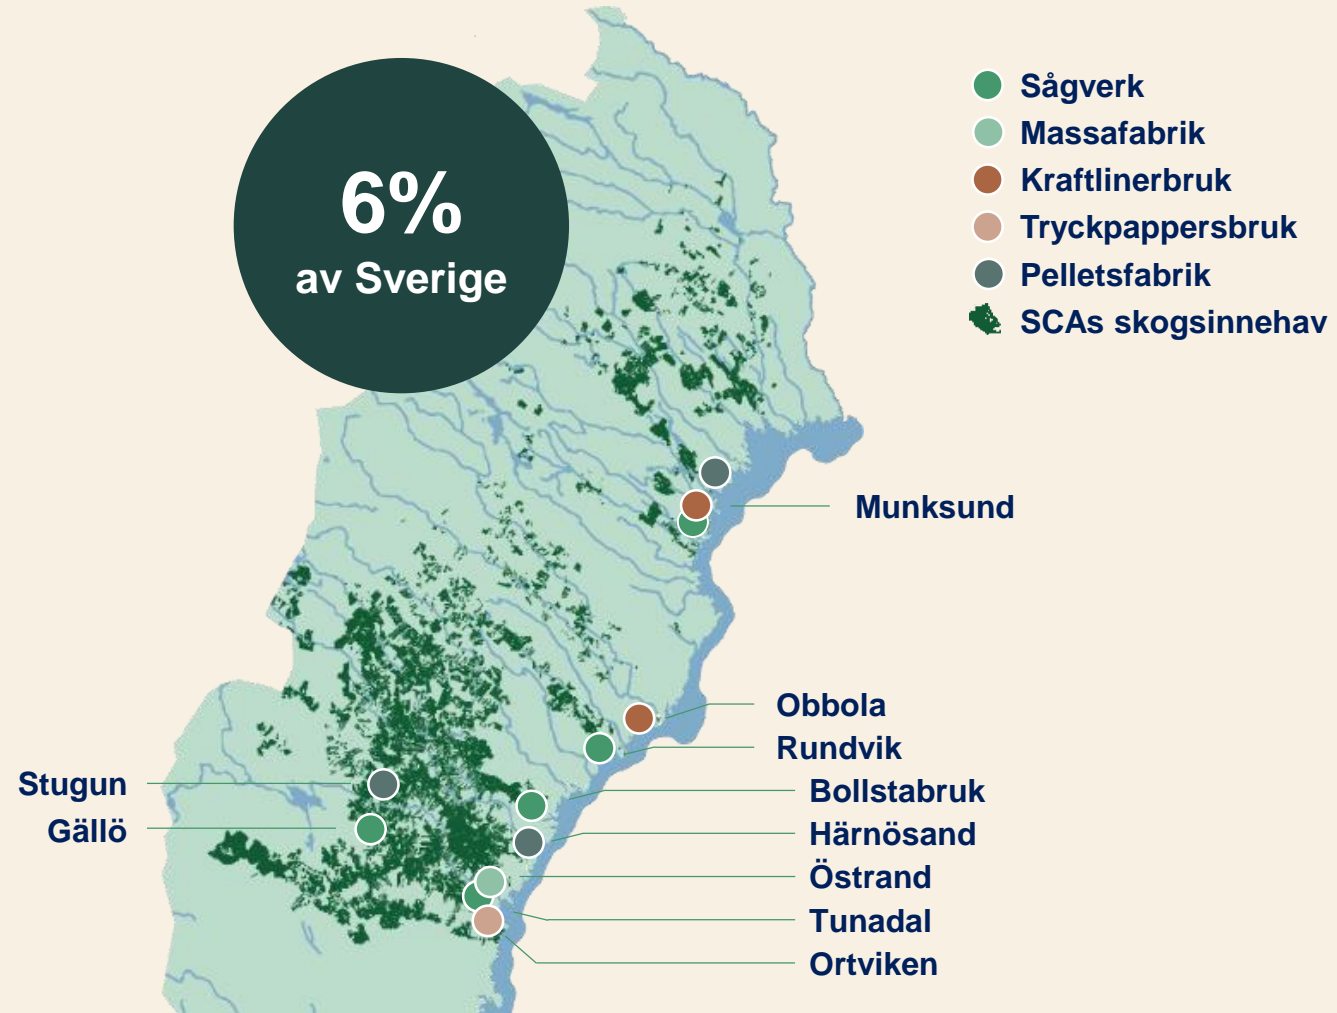 6%
av Sverige
Sågverk
Massafabrik
Kraftlinerbruk
Tryckpappersbruk
Pelletsfabrik
SCAs skogsinnehav
Munksund
Obbola
Rundvik
Stugun
Gällö
Bollstabruk
Härnösand
Östrand
Tunadal
Ortviken